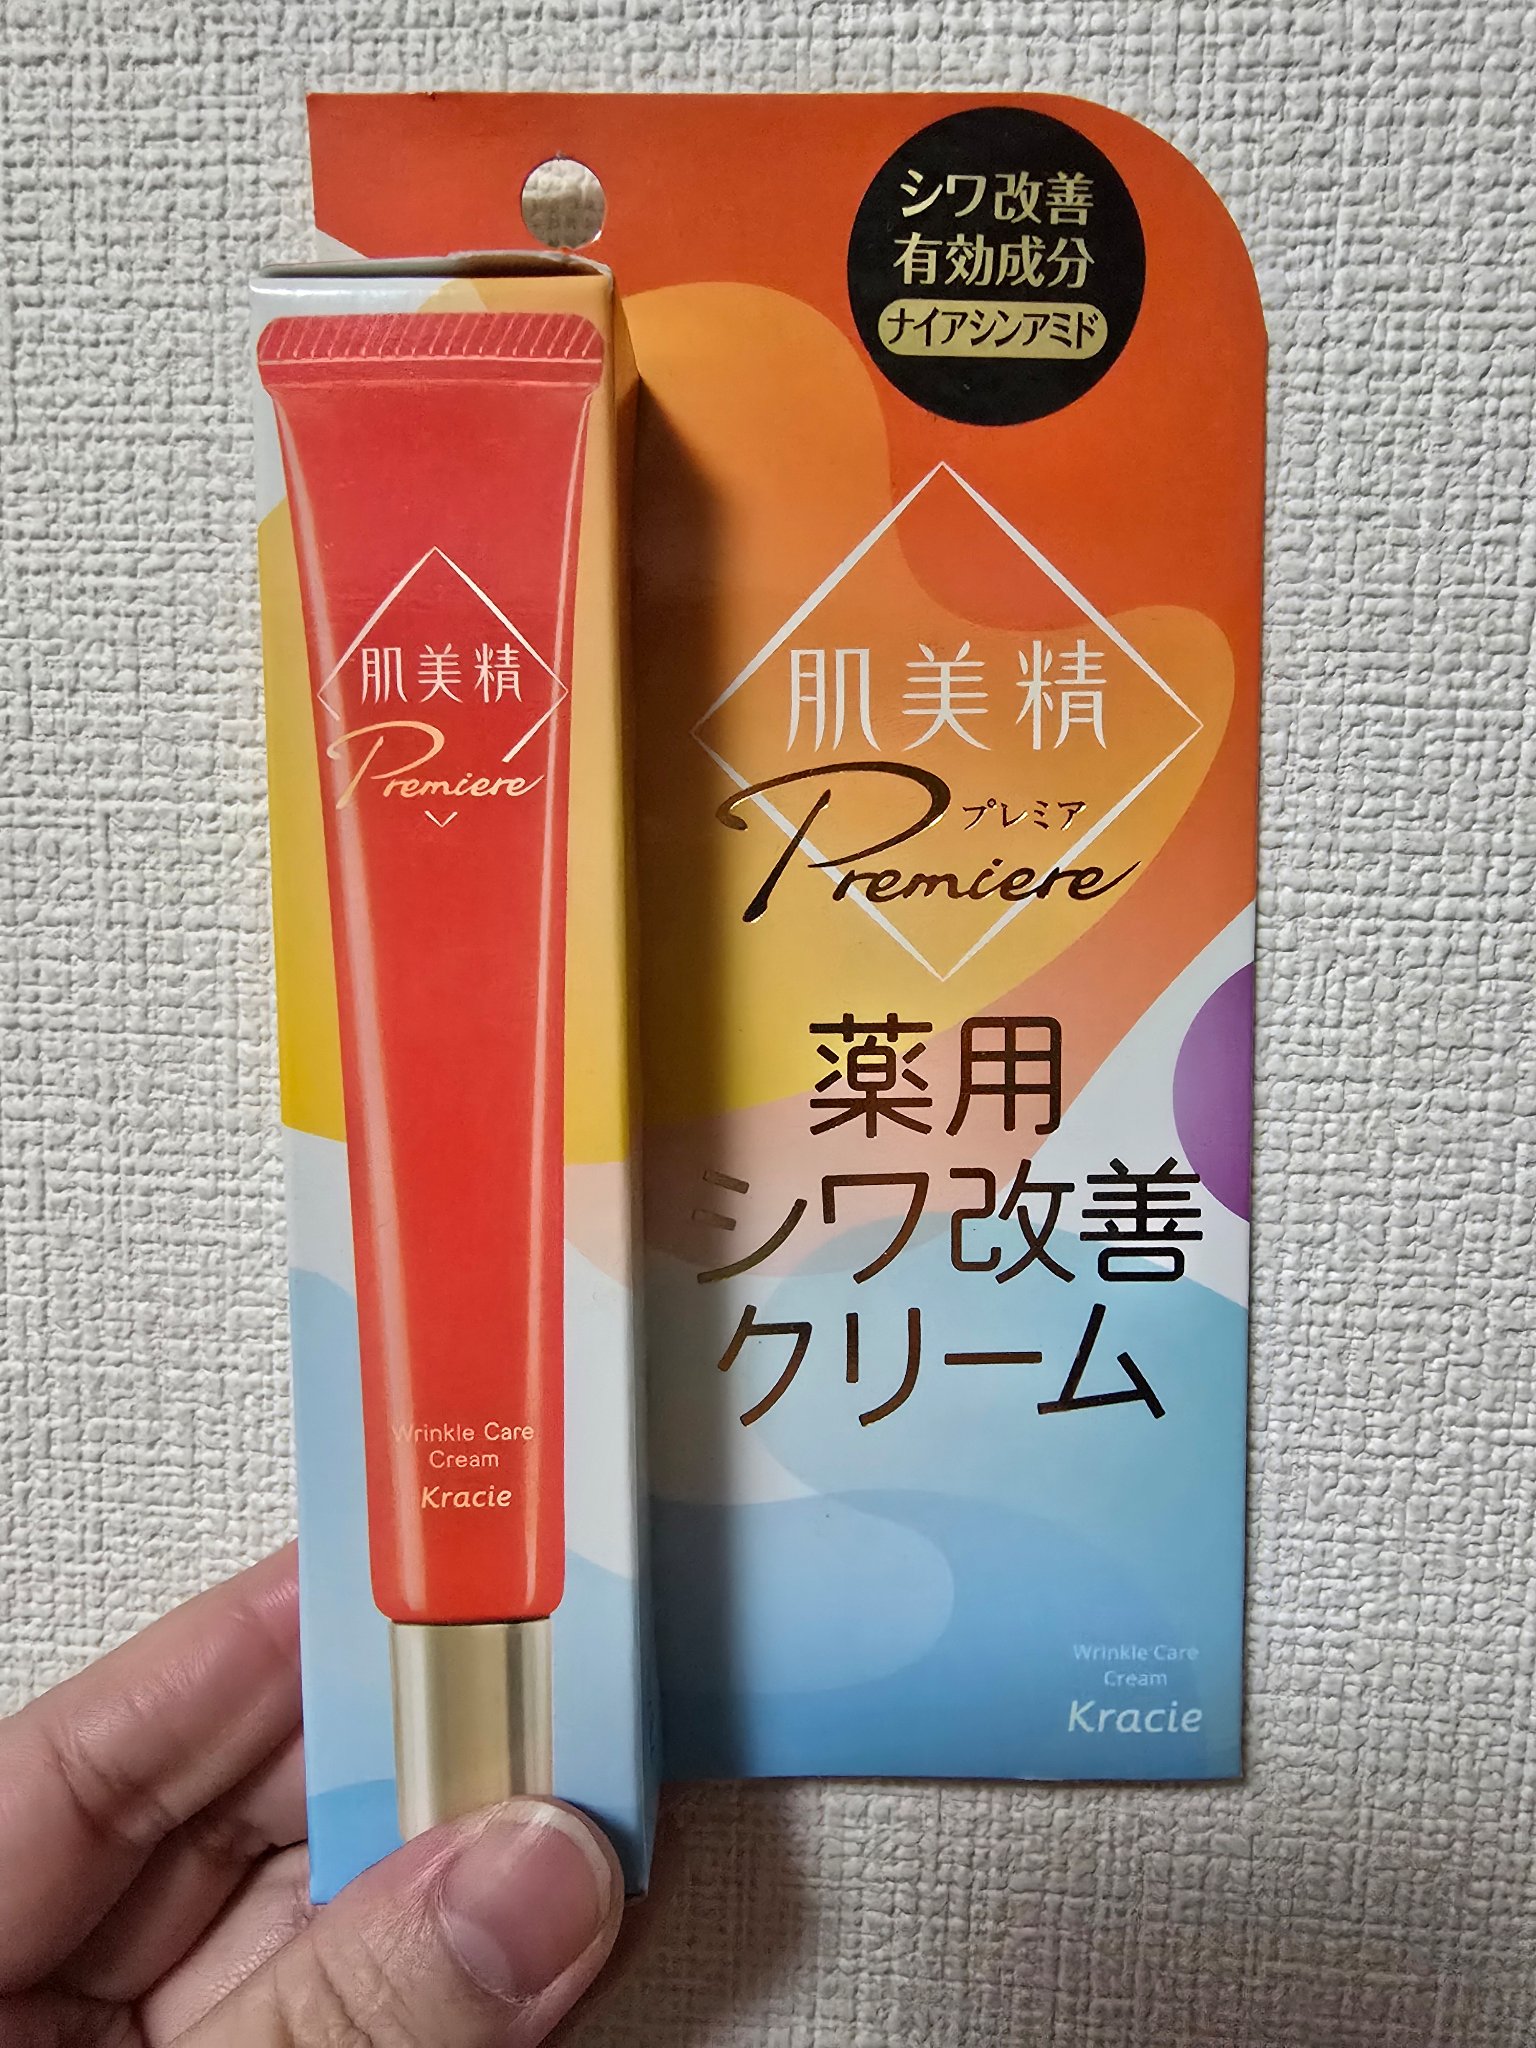 シワ改善
有効成分
ナイアシンアミド
肌美精
プレミア
Premiere
薬用
シワ改善
クリーム
Wrinkle Care
Cream
Kracie
肌美精
Premiere
Wrinkle Care
Cream
Kracie